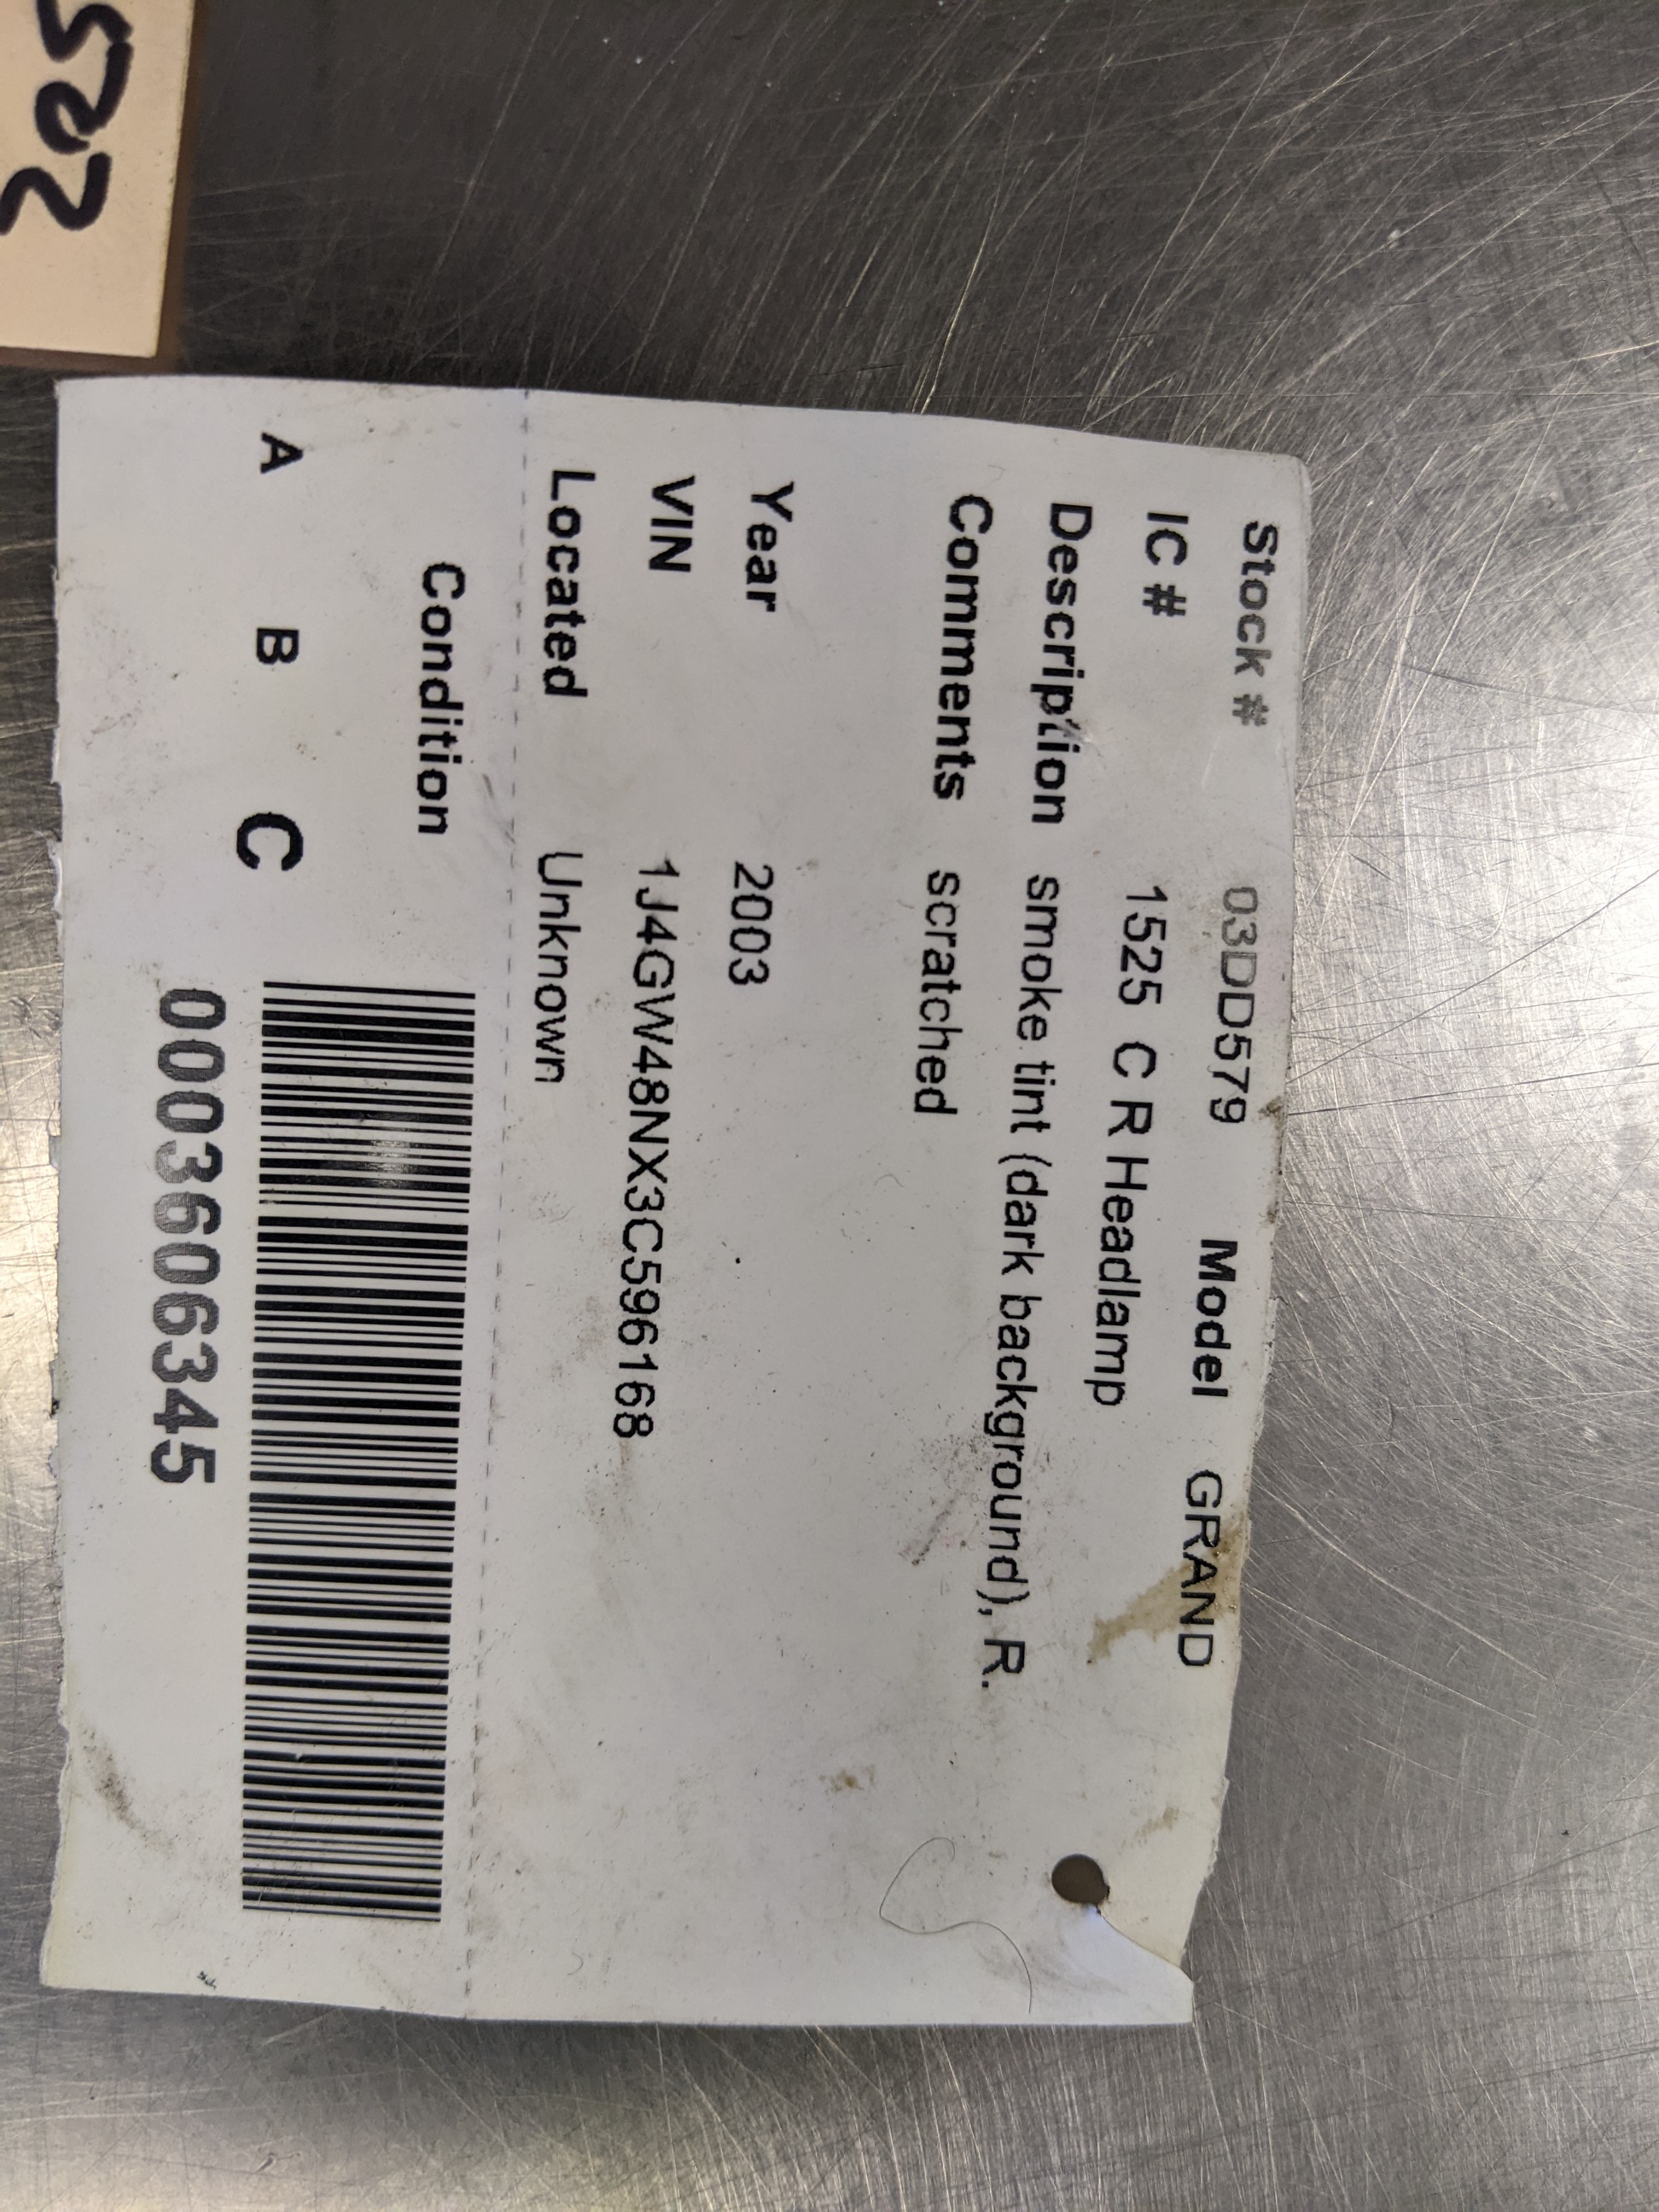 225
Stock # 03DD579 Model GRAND
IC # 1525 C R Headlamp
Description smoke tint (dark background), R.
Comments scratched
Year 2003
VIN 1J4GW48NX3C596168
Located Unknown
Condition
A B C
0003606345